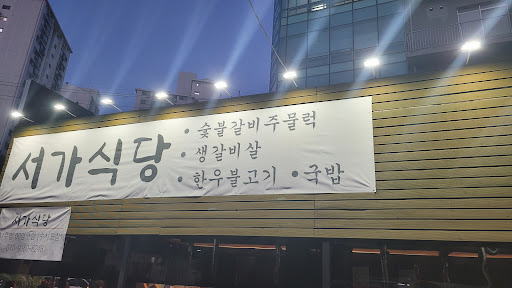 서가식당
· 숯불갈비주물럭
· 생갈비살
· 한우불고기 · 국밥
서가식당